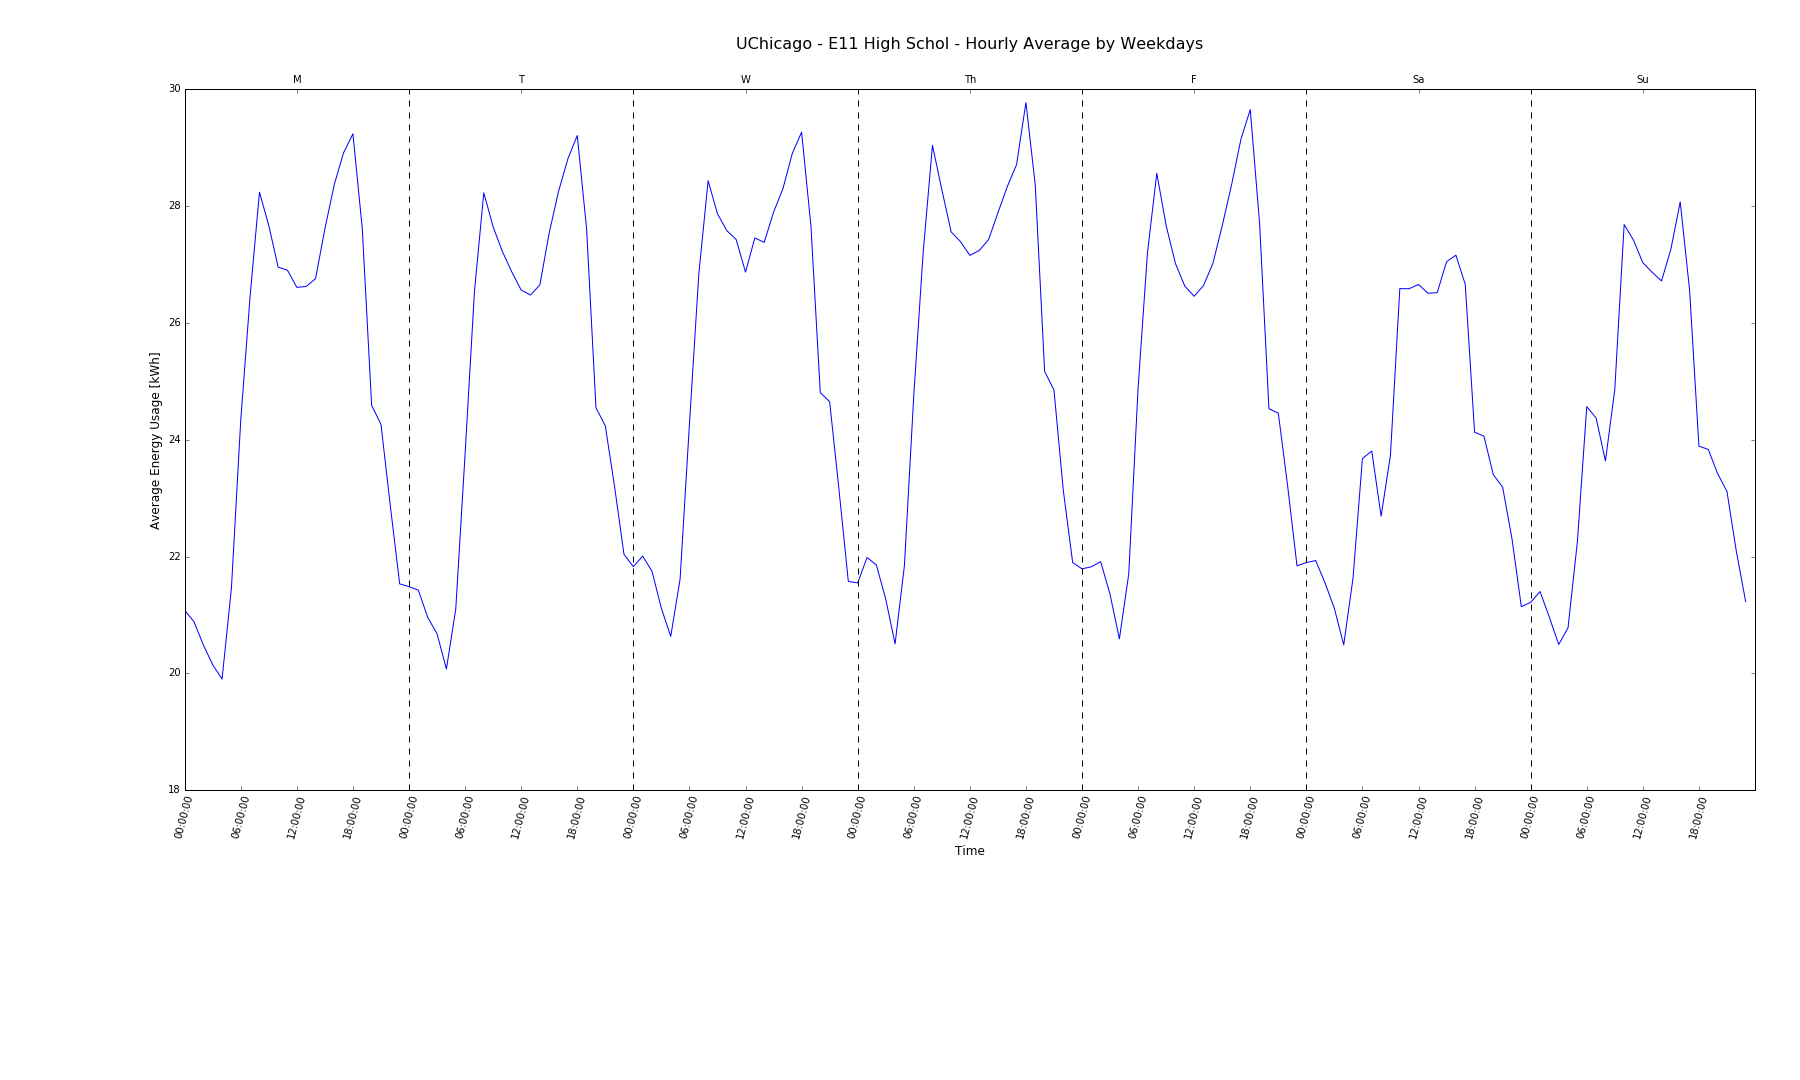 UChicago - E11 High Schol - Hourly Average by Weekdays
M T W Th F Sa Su
30
28
26
24
22
20
18
Average Energy Usage [kWh]
00:00:00 06:00:00 12:00:00 18:00:00 00:00:00 06:00:00 12:00:00 18:00:00 00:00:00 06:00:00 12:00:00 18:00:00 00:00:00 06:00:00 12:00:00 18:00:00 00:00:00 06:00:00 12:00:00 18:00:00 00:00:00 06:00:00 12:00:00 18:00:00 00:00:00 06:00:00 12:00:00 18:00:00
Time